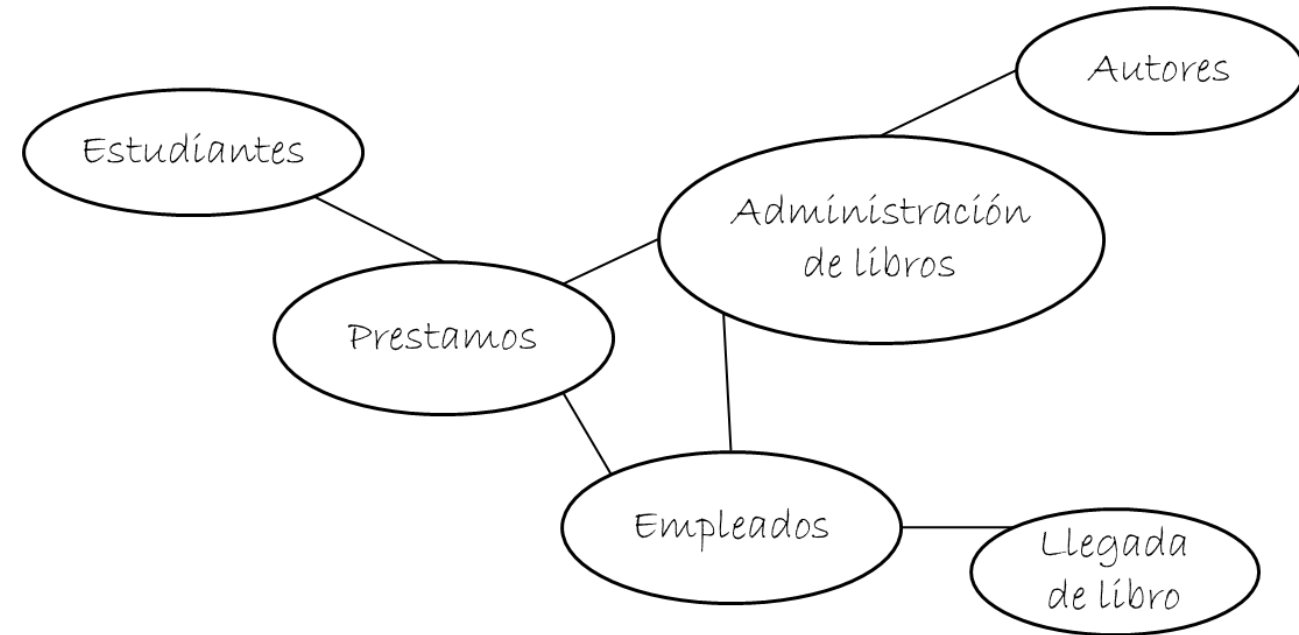 Autores
Estudiantes
Administración
de libros
Prestamos
Empleados
Llegada
de libro